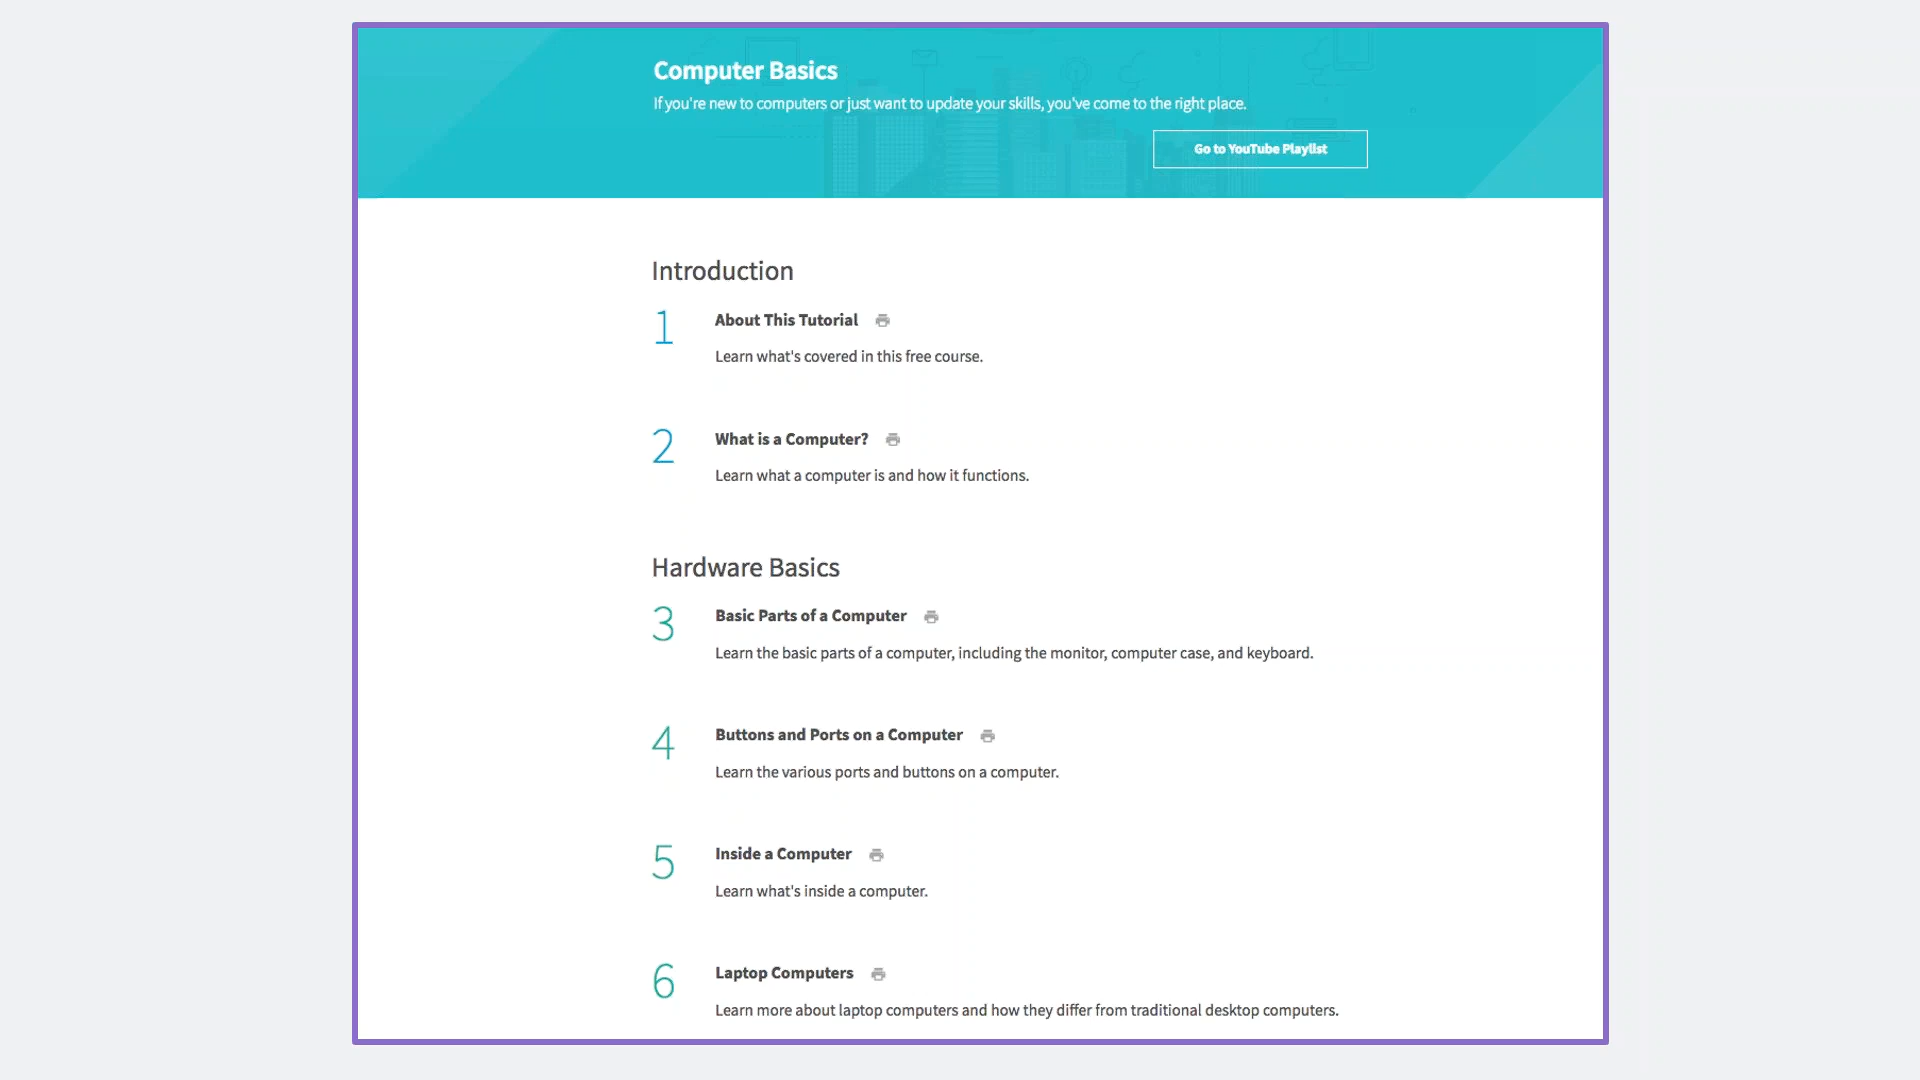 Computer Basics
If you're new to computers or just want to update your skills, you've come to the right place.
Go to YouTube Playlist
Introduction
1
About This Tutorial
Learn what's covered in this free course.
2
What is a Computer?
Learn what a computer is and how it functions.
Hardware Basics
3
Basic Parts of a Computer
Learn the basic parts of a computer, including the monitor, computer case, and keyboard.
4
Buttons and Ports on a Computer
Learn the various ports and buttons on a computer.
5
Inside a Computer
Learn what's inside a computer.
6
Laptop Computers
Learn more about laptop computers and how they differ from traditional desktop computers.